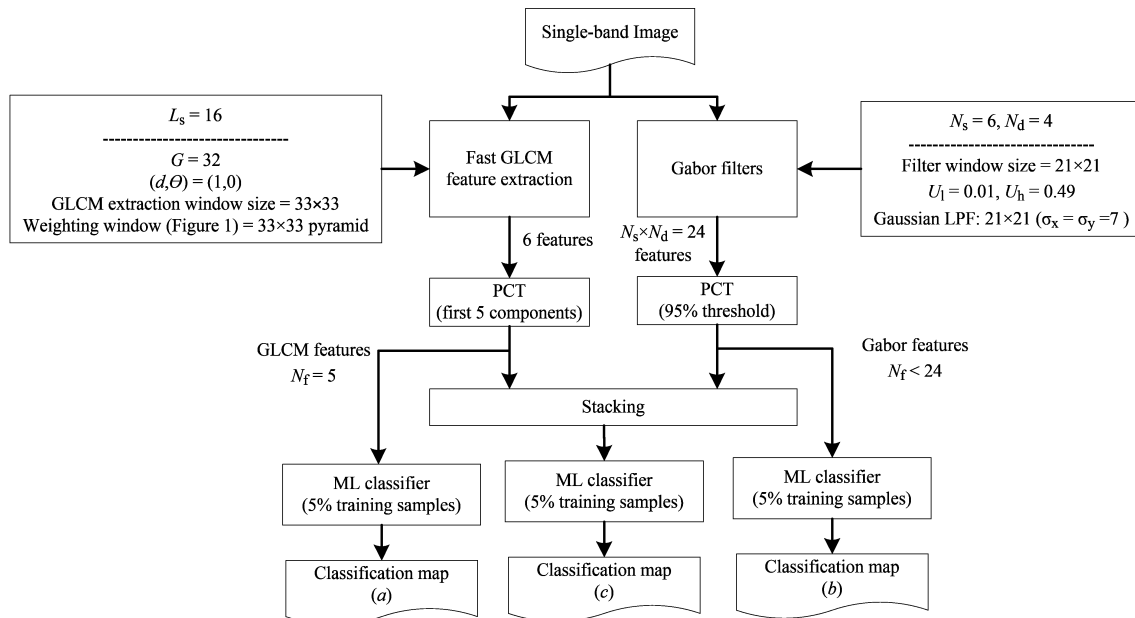 Single-band Image
Lₛ = 16
--------------------------------
G = 32
(d,Θ) = (1,0)
GLCM extraction window size = 33×33
Weighting window (Figure 1) = 33×33 pyramid
Fast GLCM
feature extraction
Gabor filters
Nₛ = 6, N_d = 4
--------------------------------
Filter window size = 21×21
U_l = 0.01, U_h = 0.49
Gaussian LPF: 21×21 (σₓ = σ_y =7 )
6 features
Nₛ×N_d = 24
features
PCT
(first 5 components)
PCT
(95% threshold)
GLCM features
N_f = 5
Gabor features
N_f < 24
Stacking
ML classifier
(5% training samples)
ML classifier
(5% training samples)
ML classifier
(5% training samples)
Classification map
(a)
Classification map
(c)
Classification map
(b)